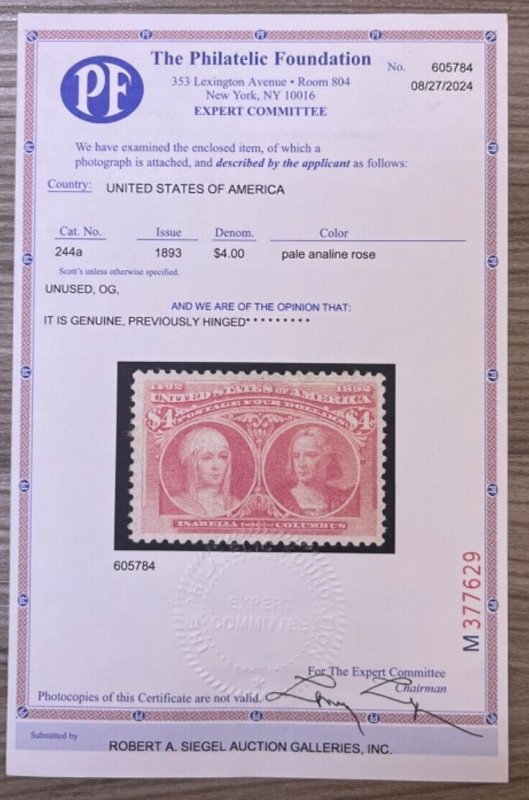 PF
The Philatelic Foundation
353 Lexington Avenue • Room 804
New York, NY 10016
EXPERT COMMITTEE
No. 605784
08/27/2024
We have examined the enclosed item, of which a
photograph is attached, and described by the applicant as follows:
Country: UNITED STATES OF AMERICA
Cat. No. Issue Denom. Color
244a 1893 $4.00 pale analine rose
Scott's unless otherwise specified.
UNUSED, OG,
AND WE ARE OF THE OPINION THAT:
IT IS GENUINE, PREVIOUSLY HINGED*********
1492 1892
UNITED STATES OF AMERICA
POSTAGE FOUR DOLLARS
$4 $4
ISABELLA COLUMBUS
605784
THE PHILATELIC FOUNDATION
EXPERT
COMMITTEE
M 377629
For The Expert Committee
Chairman
Photocopies of this Certificate are not valid.
Submitted by
ROBERT A. SIEGEL AUCTION GALLERIES, INC.